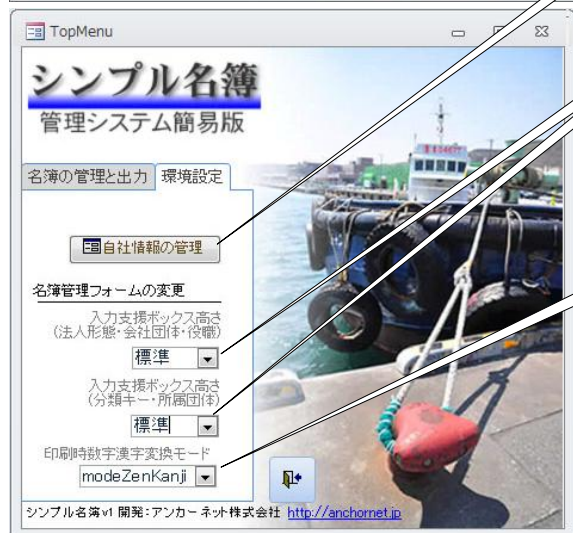 TopMenu
シンプル名簿
管理システム簡易版
名簿の管理と出力 環境設定
自社情報の管理
名簿管理フォームの変更
入力支援ボックス高さ
(法人形態・会社団体・役職)
標準
入力支援ボックス高さ
(分類キー・所属団体)
標準
印刷時数字漢字変換モード
modeZenKanji
シンプル名簿v1 開発:アンカーネット株式会社 http://anchornet.jp